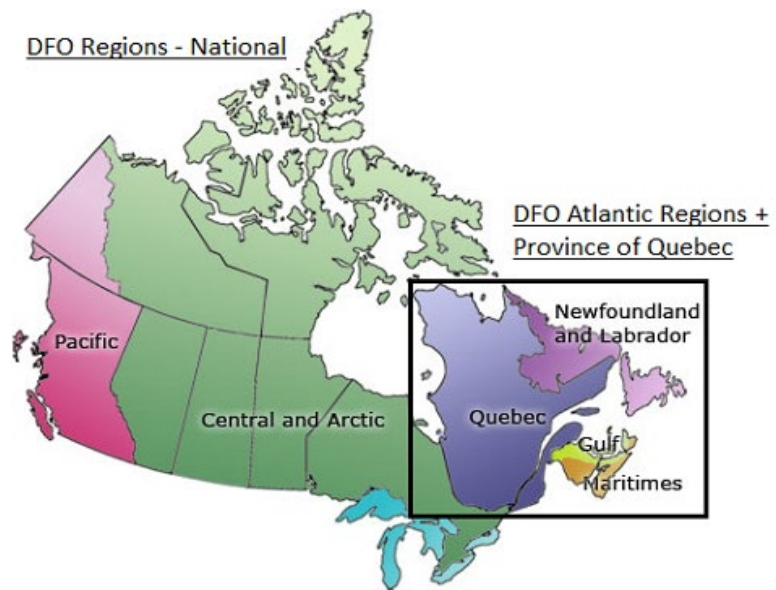 DFO Regions - National
DFO Atlantic Regions +
Province of Quebec
Newfoundland
and Labrador
Pacific
Central and Arctic
Quebec
Gulf
Maritimes